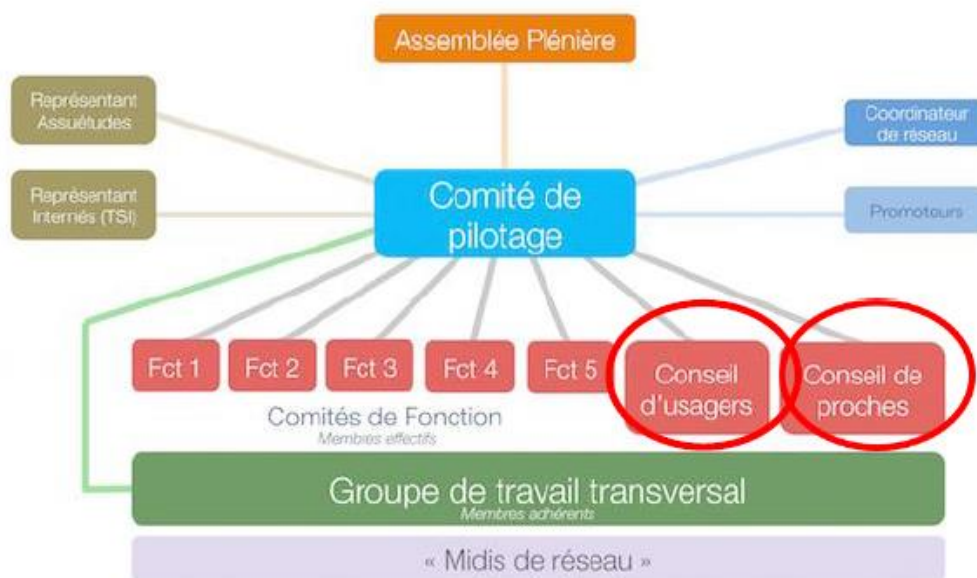 Assemblée Plénière
Représentant
Assuétudes
Coordinateur
de réseau
Comité de
pilotage
Représentant
Internés (TSI)
Promoteurs
Fct 1
Fct 2
Fct 3
Fct 4
Fct 5
Conseil
d'usagers
Conseil de
proches
Comités de Fonction
Membres effectifs
Groupe de travail transversal
Membres adhérents
« Midis de réseau »